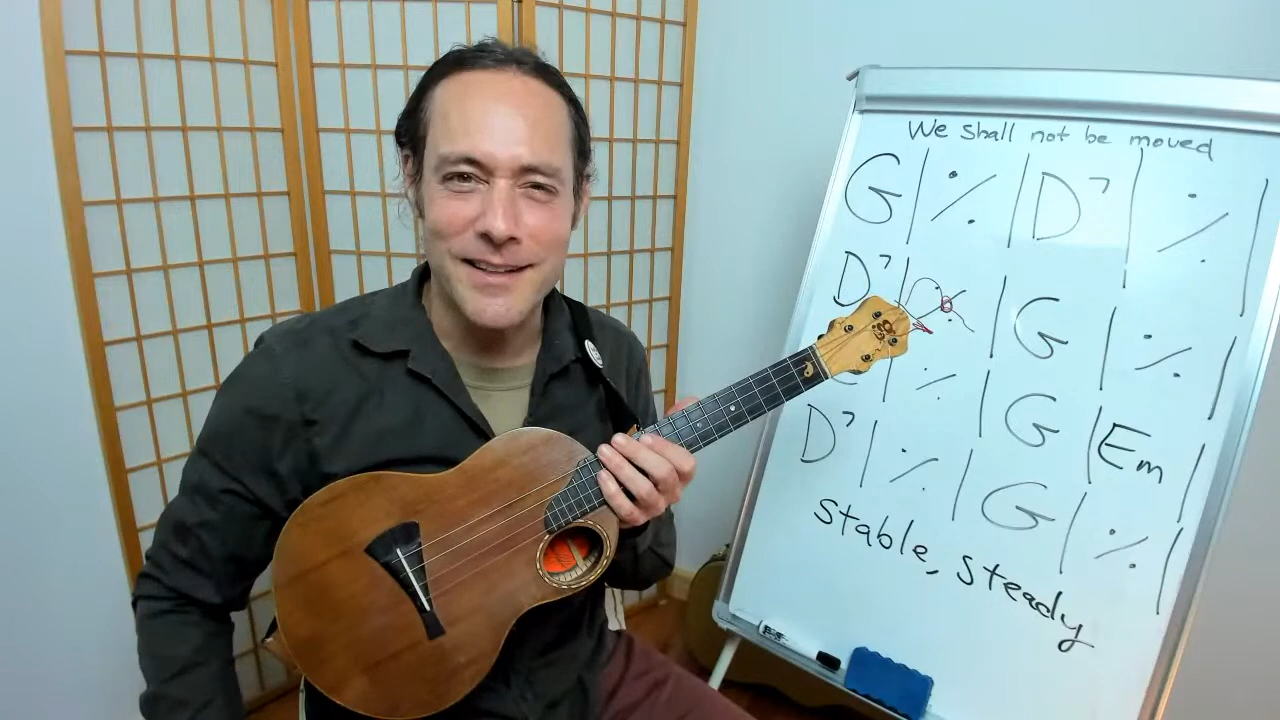 We shall not be moved
G | ٪ | D7 | ٪ |
D7 | ٪ | G | ٪ |
| ٪ | G | Em |
D7 | ٪ | G | ٪ |
stable, steady